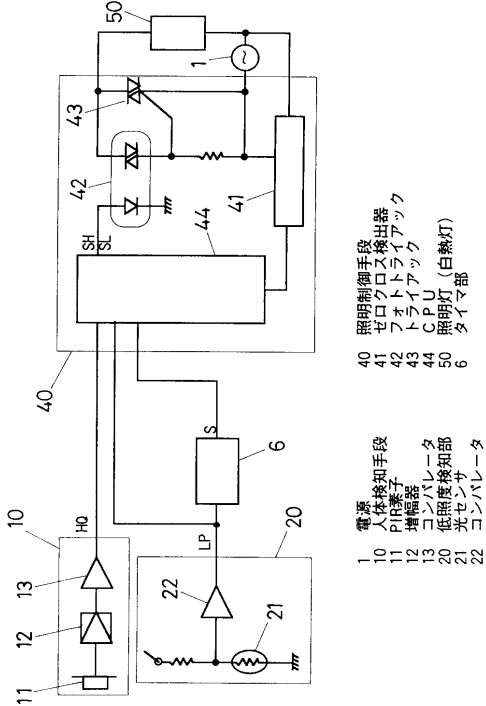 10
11
12
13
HQ
20
21
22
LP
6
S
40
44
SH
SL
41
42
43
50
1
1 電源
10 人体検知手段
11 PIR素子
12 増幅器
13 コンパレータ
20 低照度検知部
21 光センサ
22 コンパレータ
40 照明制御手段
41 ゼロクロス検出器
42 フォトトライアック
43 トライアック
44 CPU
50 照明灯(白熱灯)
6 タイマ部